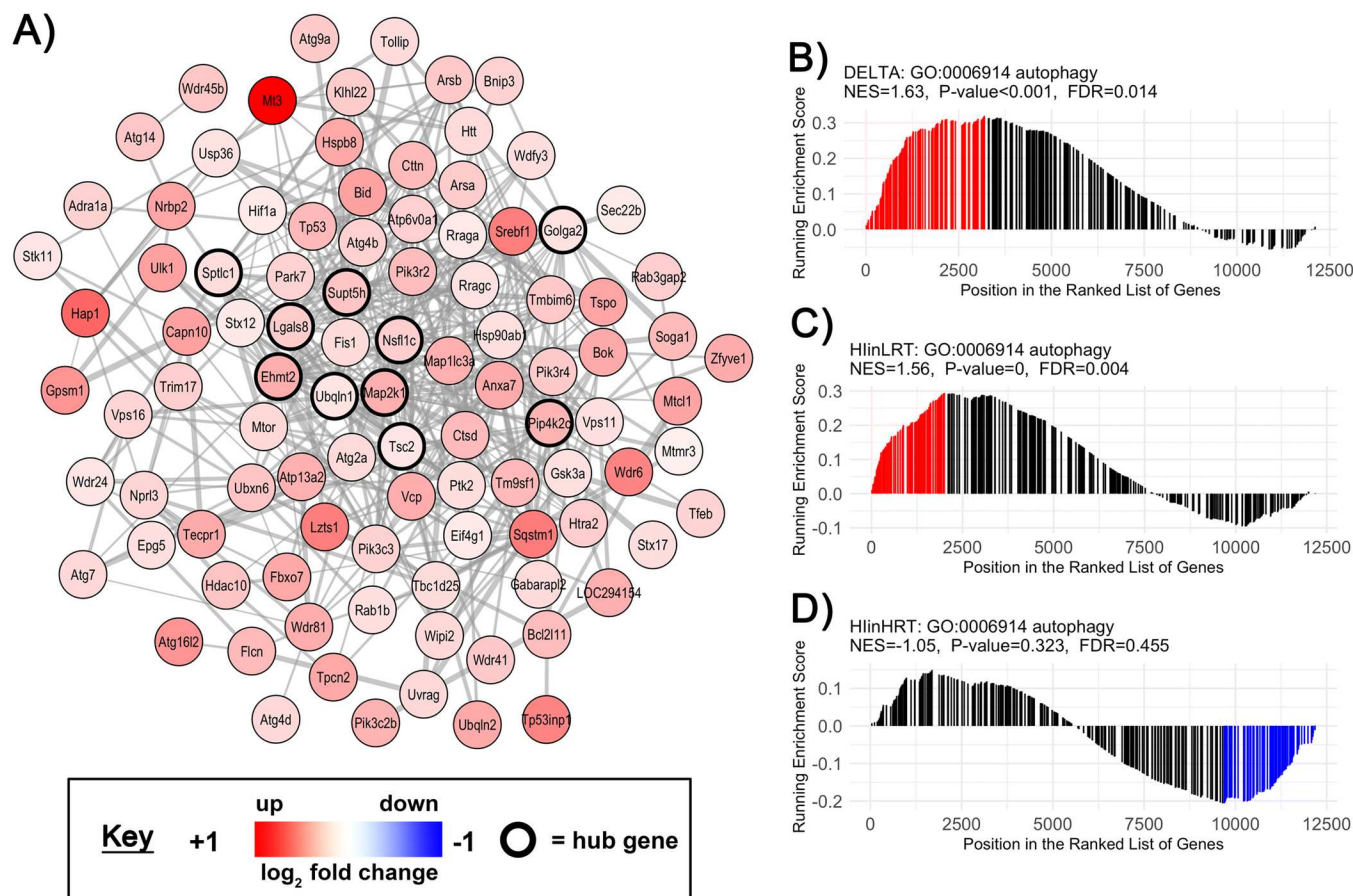 A)
Atg9a
Tollip
Wdr45b
Mt3
Klhl22
Arsb
Bnip3
Atg14
Usp36
Hspb8
Cttn
Htt
Wdfy3
Adra1a
Nrbp2
Hif1a
Bid
Arsa
Sec22b
Tp53
Atp6v0a1
Atg4b
Rraga
Srebf1
Golga2
Stk11
Ulk1
Sptlc1
Park7
Supt5h
Pik3r2
Rragc
Tmbim6
Tspo
Rab3gap2
Hap1
Capn10
Stx12
Lgals8
Fis1
Nsfl1c
Hsp90ab1
Map1lc3a
Bok
Soga1
Zfyve1
Gpsm1
Trim17
Ehmt2
Ubqln1
Map2k1
Anxa7
Pik3r4
Mtcl1
Vps16
Mtor
Tsc2
Ctsd
Pip4k2c
Vps11
Mtmr3
Wdr24
Nprl3
Ubxn6
Atp13a2
Atg2a
Vcp
Ptk2
Tm9sf1
Gsk3a
Wdr6
Tfeb
Epg5
Tecpr1
Lzts1
Pik3c3
Eif4g1
Sqstm1
Htra2
Stx17
Atg7
Hdac10
Fbxo7
Rab1b
Tbc1d25
Gabarapl2
LOC294154
Atg16l2
Flcn
Wdr81
Wipi2
Bcl2l11
Wdr41
Tpcn2
Uvrag
Atg4d
Pik3c2b
Ubqln2
Tp53inp1
up
down
Key
+1
-1
= hub gene
log2 fold change
B)
DELTA: GO:0006914 autophagy
NES=1.63, P-value<0.001, FDR=0.014
Running Enrichment Score
0.3
0.2
0.1
0.0
0
2500
5000
7500
10000
12500
Position in the Ranked List of Genes
C)
HlinLRT: GO:0006914 autophagy
NES=1.56, P-value=0, FDR=0.004
Running Enrichment Score
0.3
0.2
0.1
0.0
-0.1
0
2500
5000
7500
10000
12500
Position in the Ranked List of Genes
D)
HlinHRT: GO:0006914 autophagy
NES=-1.05, P-value=0.323, FDR=0.455
Running Enrichment Score
0.1
0.0
-0.1
-0.2
0
2500
5000
7500
10000
12500
Position in the Ranked List of Genes